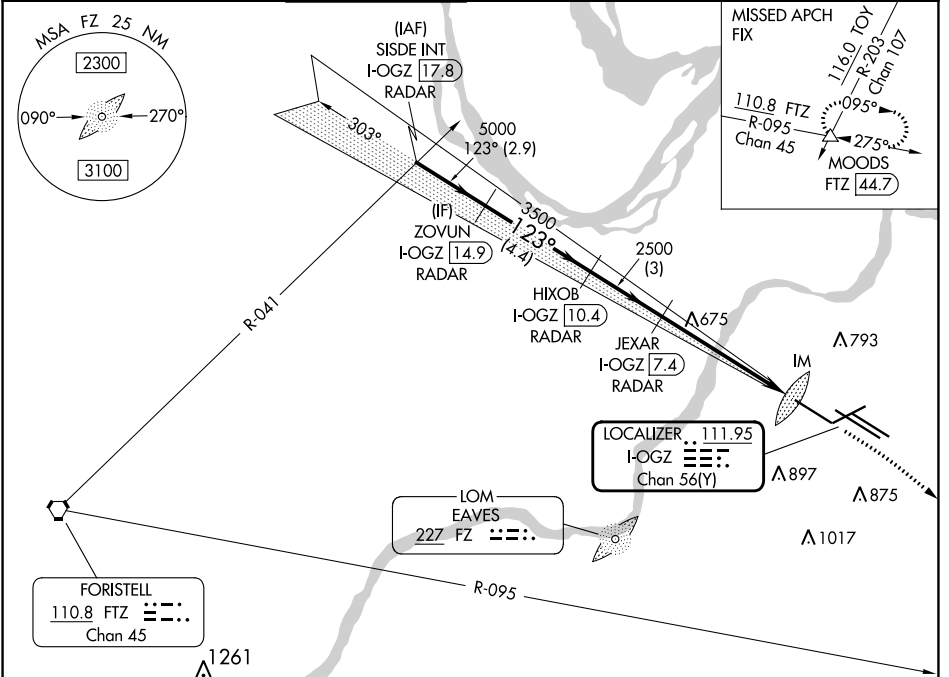 MSA FZ 25 NM
2300
090°
270°
3100
(IAF)
SISDE INT
I-OGZ 17.8
RADAR
303°
5000
123° (2.9)
(IF)
ZOVUN
I-OGZ 14.9
RADAR
3500
123°
(4.4)
2500
(3)
HIXOB
I-OGZ 10.4
RADAR
JEXAR
I-OGZ 7.4
RADAR
675
793
IM
MISSED APCH
FIX
116.0 TOY
R-203
Chan 107
110.8 FTZ
R-095
Chan 45
095°
275°
MOODS
FTZ 44.7
R-041
LOCALIZER 111.95
I-OGZ
Chan 56(Y)
897
875
1017
LOM
EAVES
227 FZ
R-095
FORISTELL
110.8 FTZ
Chan 45
1261